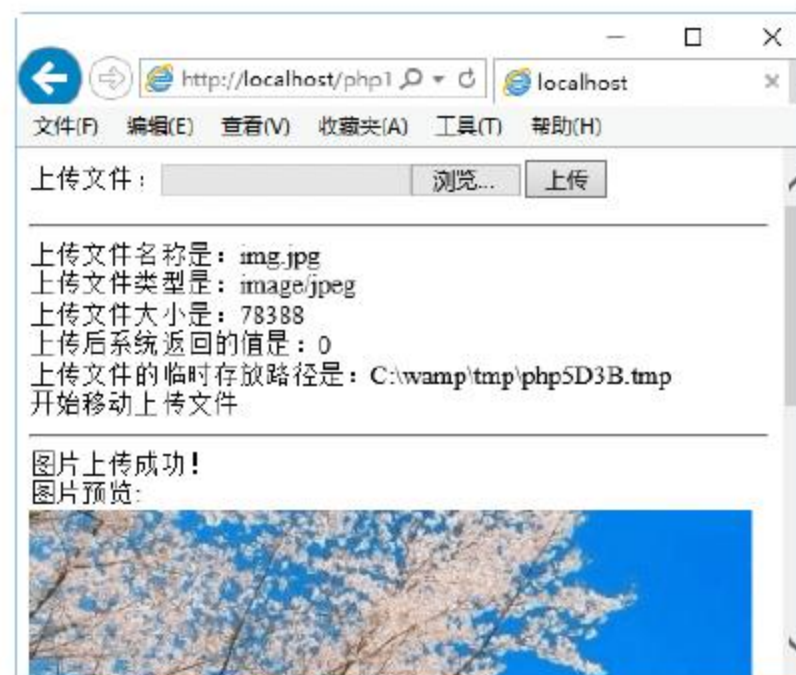 http://localhost/php1
localhost
文件(F) 编辑(E) 查看(V) 收藏夹(A) 工具(T) 帮助(H)
上传文件： 浏览... 上传
上传文件名称是：img.jpg
上传文件类型是：image/jpeg
上传文件大小是：78388
上传后系统返回的值是：0
上传文件的临时存放路径是：C:\wamp\tmp\php5D3B.tmp
开始移动上传文件
图片上传成功！
图片预览: